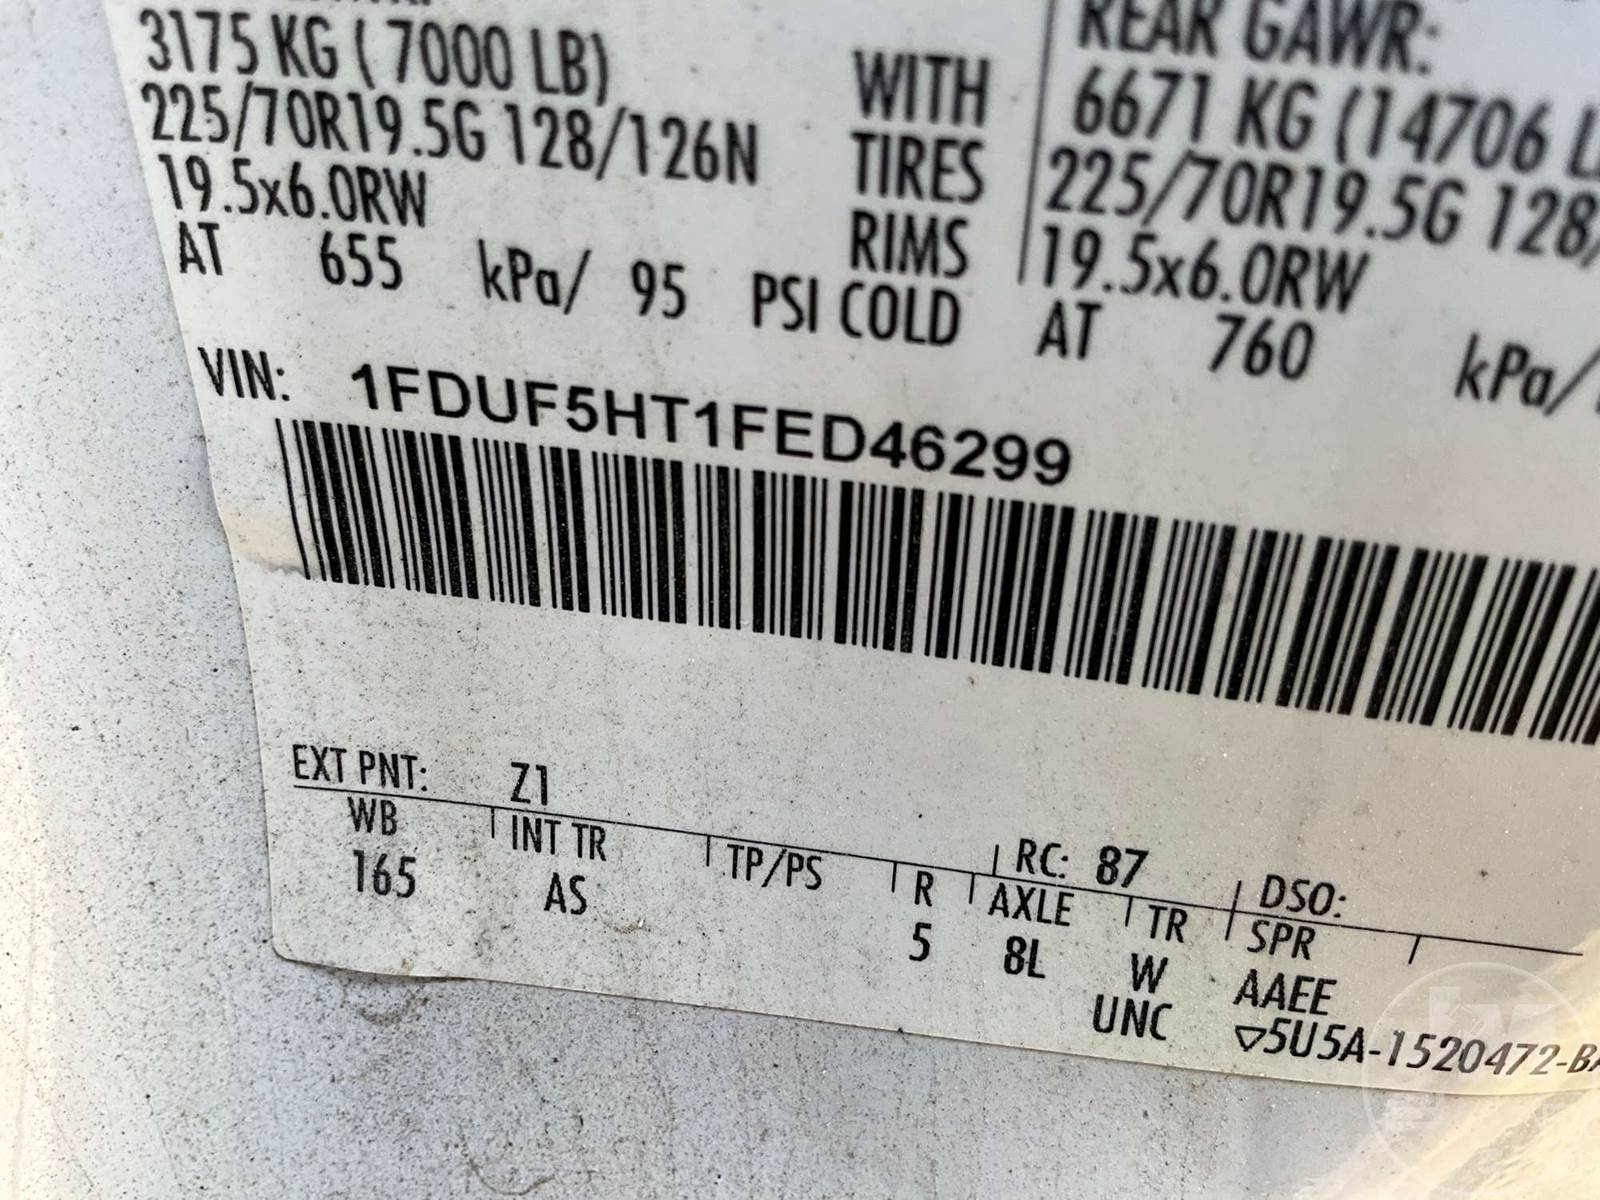 REAR GAWR:
3175 KG ( 7000 LB) WITH 6671 KG (14706 L
225/70R19.5G 128/126N TIRES 225/70R19.5G 128/
19.5x6.0RW RIMS 19.5x6.0RW
AT 655 kPa/ 95 PSI COLD AT 760 kPa/
VIN: 1FDUF5HT1FED46299
EXT PNT: Z1 RC: 87 DSO:
WB INT TR TP/PS R AXLE TR SPR
165 AS 5 8L W AAEE
UNC ▽5U5A-1520472-BA